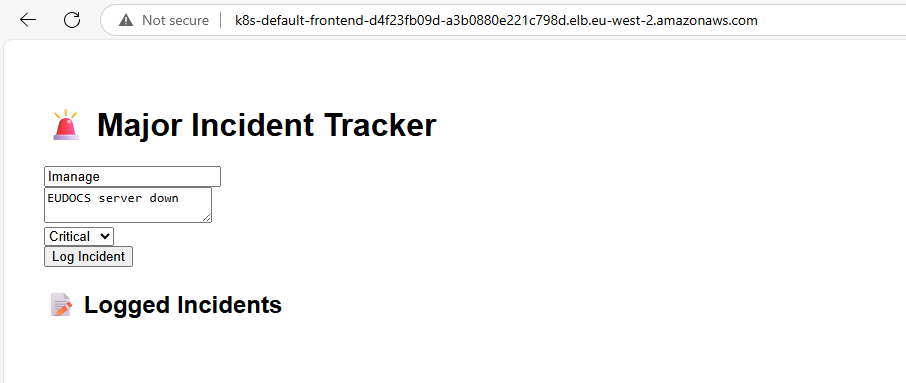 Not secure k8s-default-frontend-d4f23fb09d-a3b0880e221c798d.elb.eu-west-2.amazonaws.com
Major Incident Tracker
Imanage
EUDOCS server down
Critical
Log Incident
Logged Incidents